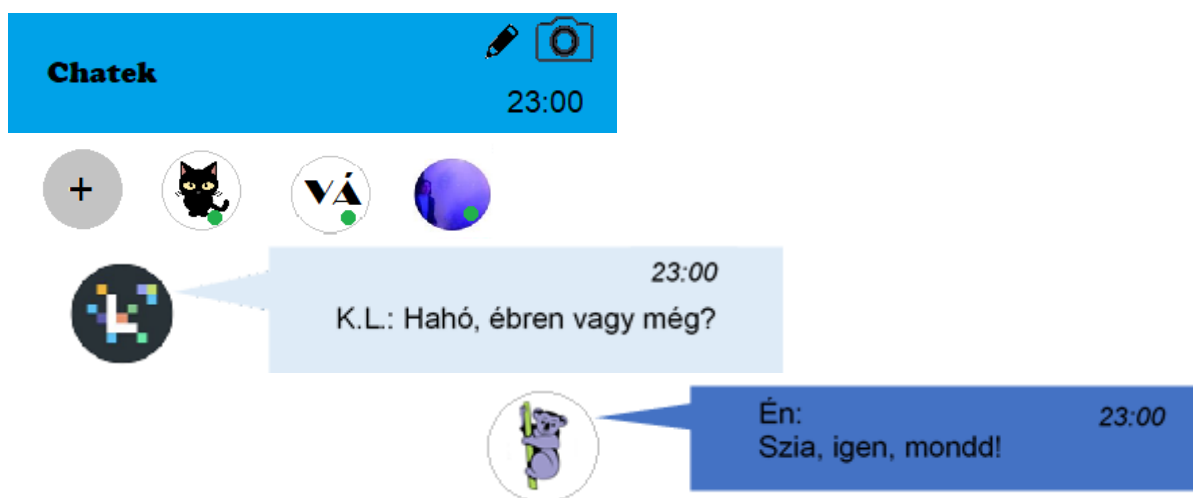 Chatek
23:00
+
VÁ
23:00
K.L.: Hahó, ébren vagy még?
Én:
23:00
Szia, igen, mondd!